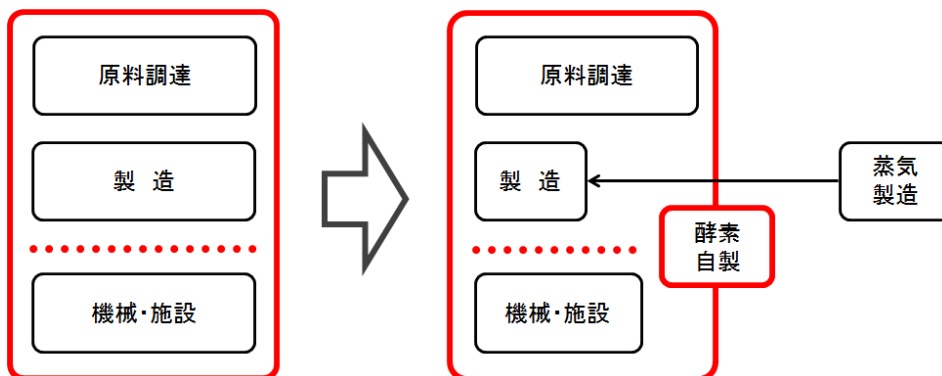 原料調達
製 造
機械・施設
原料調達
製 造
蒸気
製造
酵素
自製
機械・施設